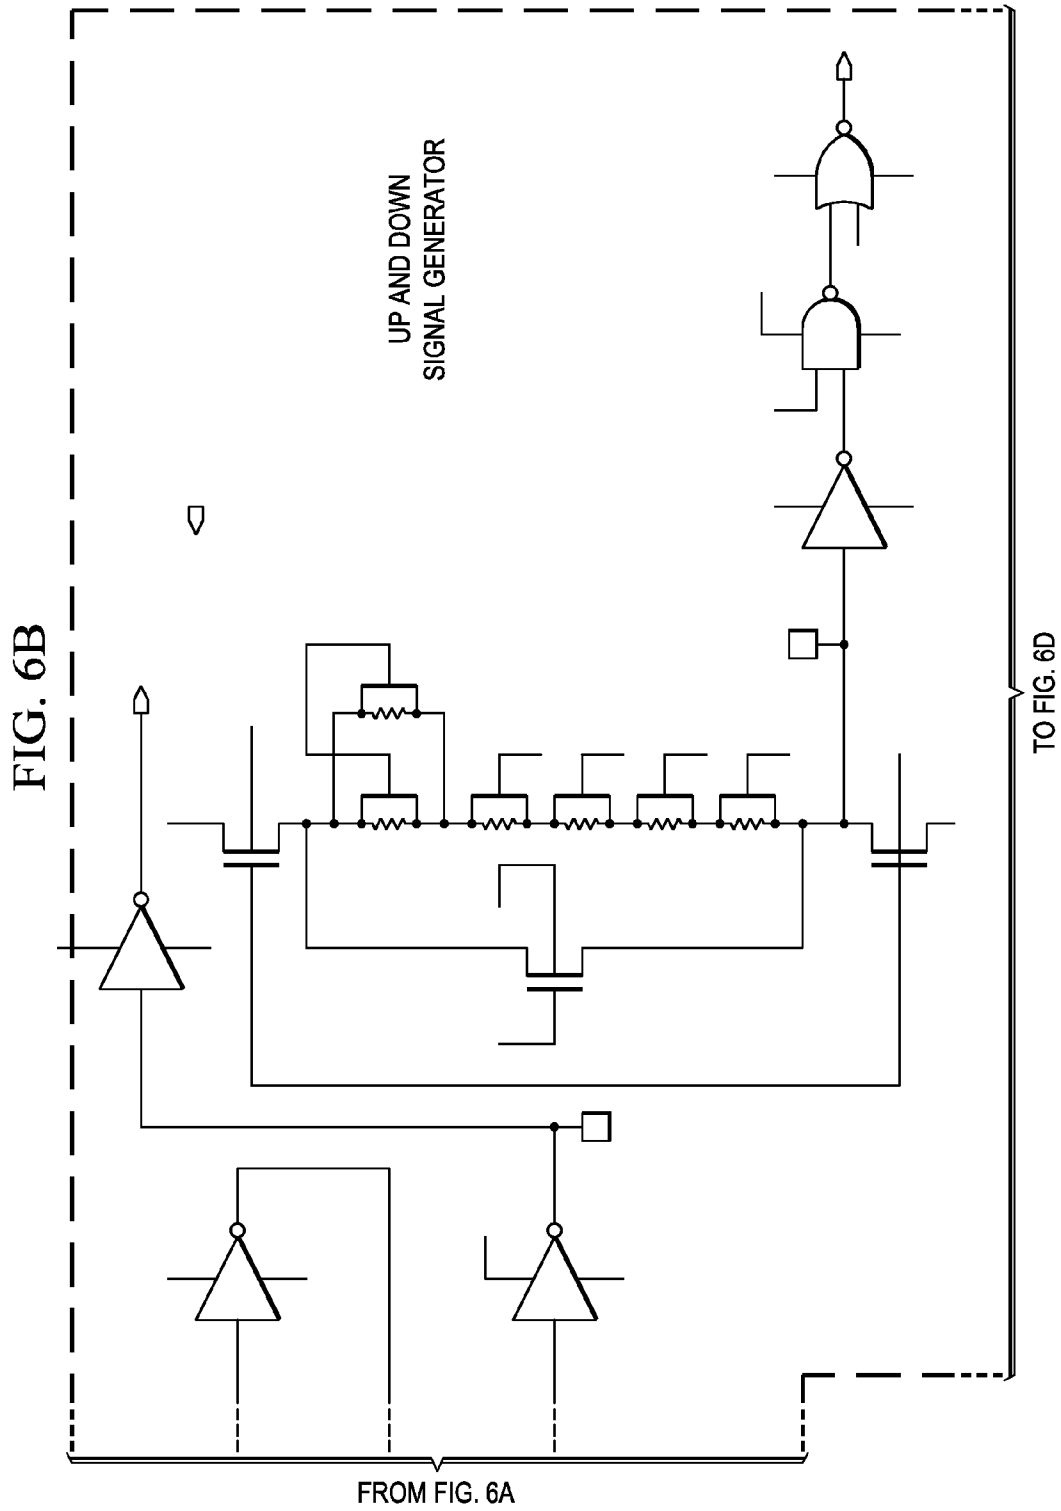 FIG. 6B
UP AND DOWN
SIGNAL GENERATOR
TO FIG. 6D
FROM FIG. 6A